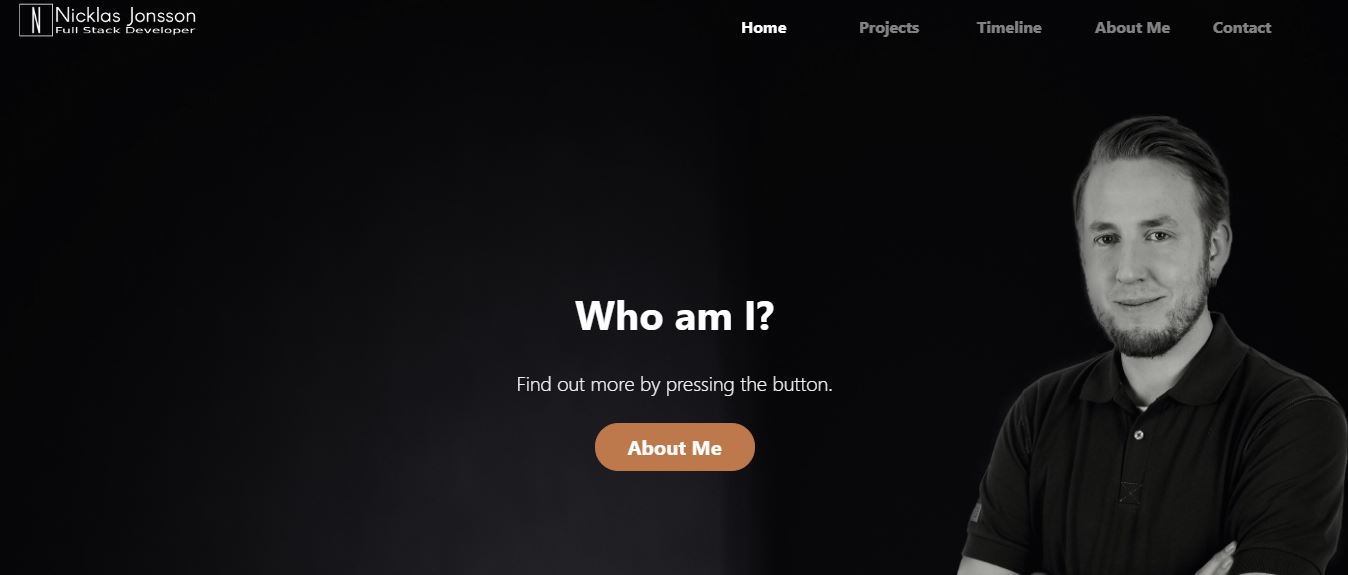 N Nicklas Jonsson
Full Stack Developer
Home Projects Timeline About Me Contact
Who am I?
Find out more by pressing the button.
About Me